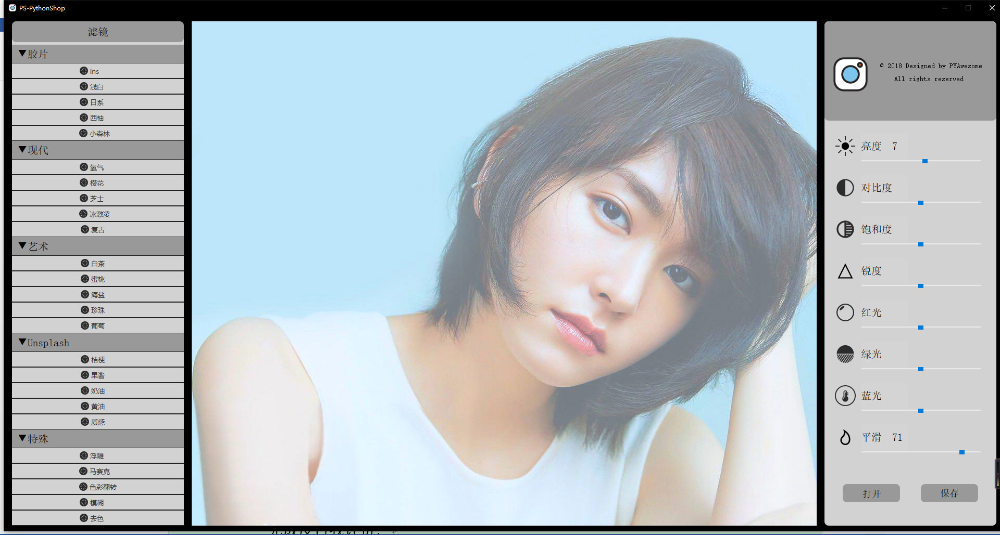 PS-PythonShop
滤镜
▼胶片
ins
浅白
日系
西柚
小森林
▼现代
氧气
樱花
芝士
冰激凌
复古
▼艺术
白茶
蜜桃
海盐
珍珠
葡萄
▼Unsplash
桔梗
果酱
奶油
黄油
质感
▼特殊
浮雕
马赛克
色彩翻转
模糊
去色
© 2018 Designed by PYAwesome
All rights reserved
亮度 7
对比度
饱和度
锐度
红光
绿光
蓝光
平滑 71
打开
保存